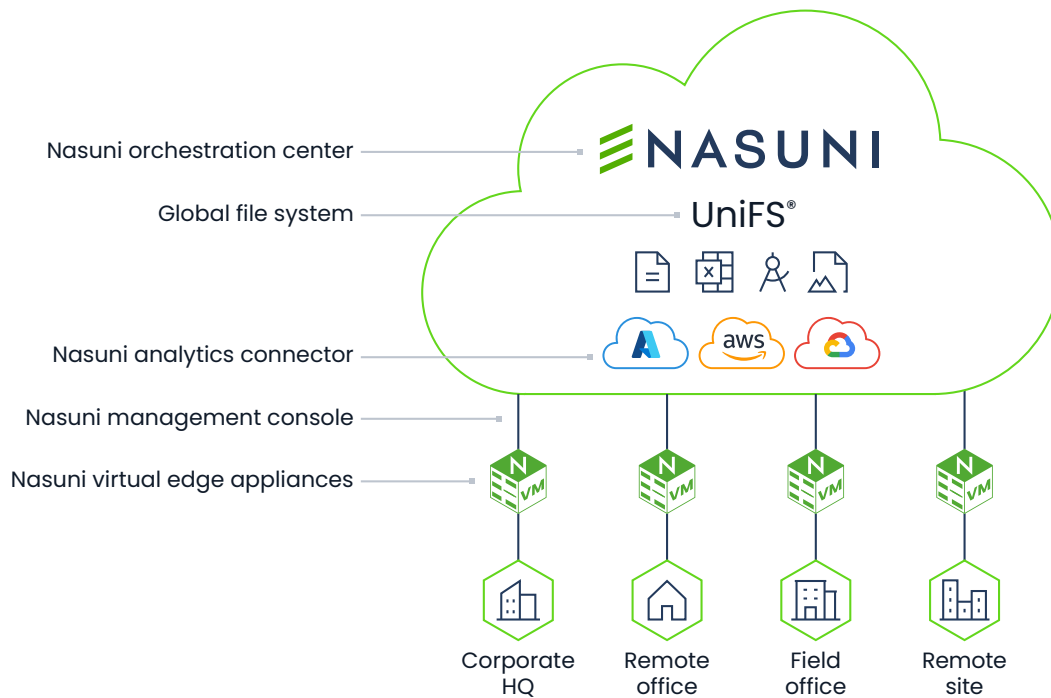 Nasuni orchestration center
NASUNI
Global file system
UniFS®
X
Nasuni analytics connector
aws
Nasuni management console
Nasuni virtual edge appliances
N VM
N VM
N VM
N VM
Corporate
HQ
Remote
office
Field
office
Remote
site